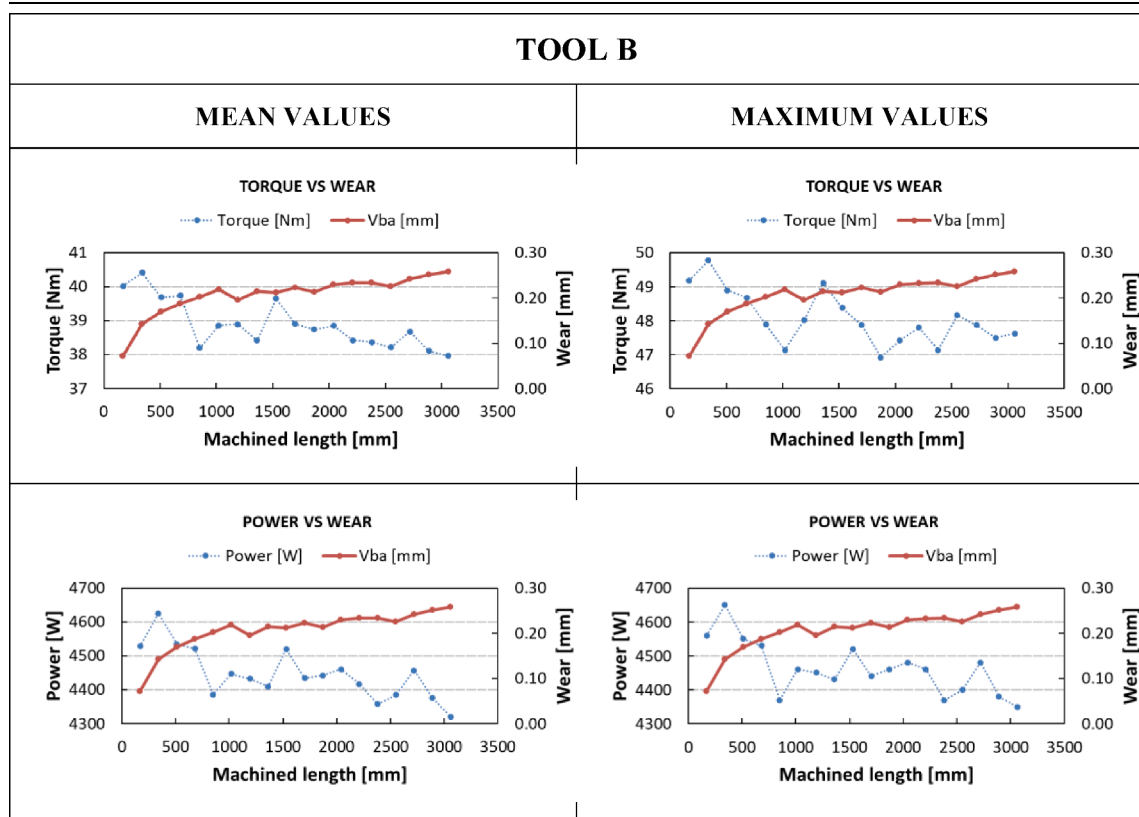 TOOL B
MEAN VALUES
MAXIMUM VALUES
TORQUE VS WEAR
Torque [Nm] Vba [mm]
41
40
39
38
37
0.30
0.20
0.10
0.00
Torque [Nm]
Wear [mm]
0 500 1000 1500 2000 2500 3000 3500
Machined length [mm]
TORQUE VS WEAR
Torque [Nm] Vba [mm]
50
49
48
47
46
0.30
0.20
0.10
0.00
Torque [Nm]
Wear [mm]
0 500 1000 1500 2000 2500 3000 3500
Machined length [mm]
POWER VS WEAR
Power [W] Vba [mm]
4700
4600
4500
4400
4300
0.30
0.20
0.10
0.00
Power [W]
Wear [mm]
0 500 1000 1500 2000 2500 3000 3500
Machined length [mm]
POWER VS WEAR
Power [W] Vba [mm]
4700
4600
4500
4400
4300
0.30
0.20
0.10
0.00
Power [W]
Wear [mm]
0 500 1000 1500 2000 2500 3000 3500
Machined length [mm]